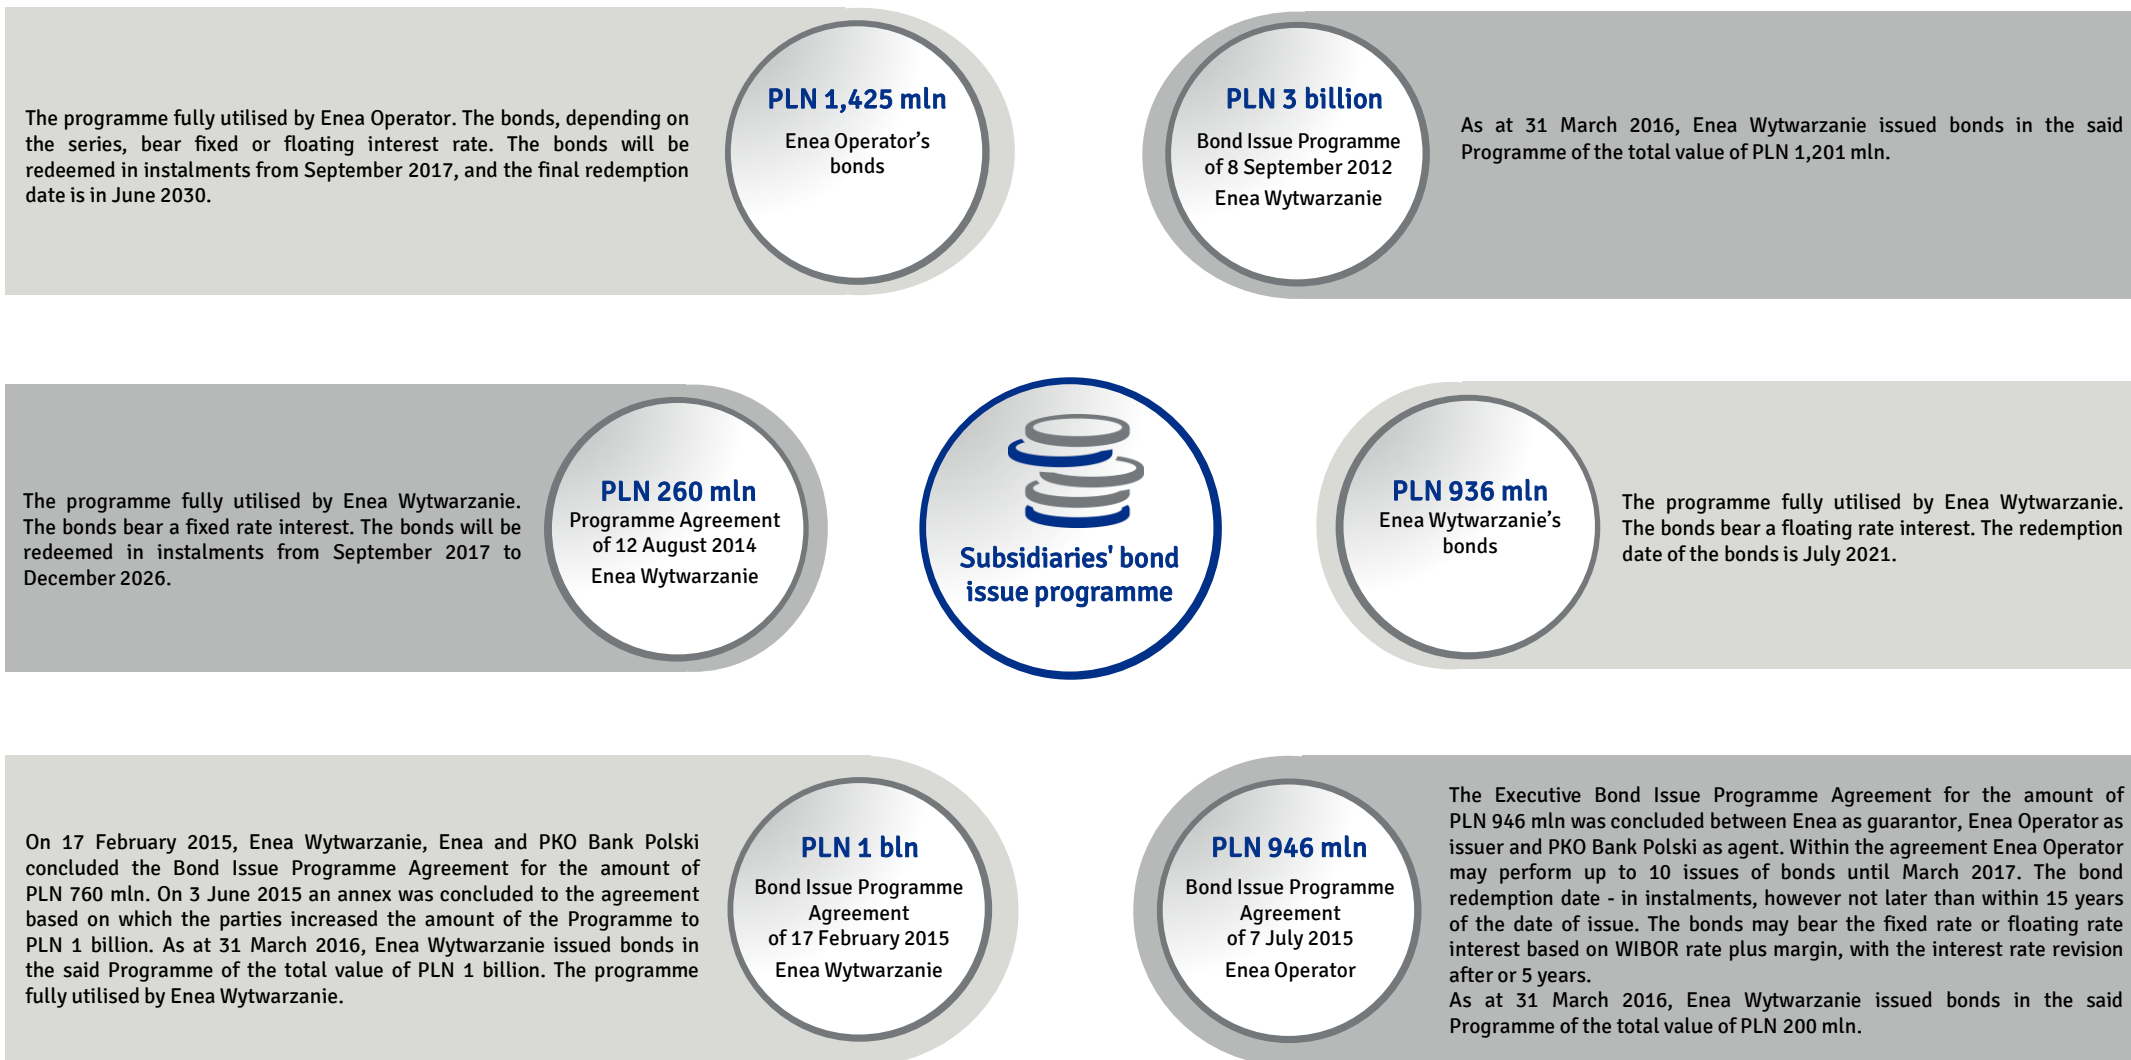 The programme fully utilised by Enea Operator. The bonds, depending on
the series, bear fixed or floating interest rate. The bonds will be
redeemed in instalments from September 2017, and the final redemption
date is in June 2030.
PLN 1,425 mln
Enea Operator’s
bonds
PLN 3 billion
Bond Issue Programme
of 8 September 2012
Enea Wytwarzanie
As at 31 March 2016, Enea Wytwarzanie issued bonds in the said
Programme of the total value of PLN 1,201 mln.
The programme fully utilised by Enea Wytwarzanie.
The bonds bear a fixed rate interest. The bonds will be
redeemed in instalments from September 2017 to
December 2026.
PLN 260 mln
Programme Agreement
of 12 August 2014
Enea Wytwarzanie
Subsidiaries' bond
issue programme
PLN 936 mln
Enea Wytwarzanie’s
bonds
The programme fully utilised by Enea Wytwarzanie.
The bonds bear a floating rate interest. The redemption
date of the bonds is July 2021.
On 17 February 2015, Enea Wytwarzanie, Enea and PKO Bank Polski
concluded the Bond Issue Programme Agreement for the amount of
PLN 760 mln. On 3 June 2015 an annex was concluded to the agreement
based on which the parties increased the amount of the Programme to
PLN 1 billion. As at 31 March 2016, Enea Wytwarzanie issued bonds in
the said Programme of the total value of PLN 1 billion. The programme
fully utilised by Enea Wytwarzanie.
PLN 1 bln
Bond Issue Programme
Agreement
of 17 February 2015
Enea Wytwarzanie
PLN 946 mln
Bond Issue Programme
Agreement
of 7 July 2015
Enea Operator
The Executive Bond Issue Programme Agreement for the amount of
PLN 946 mln was concluded between Enea as guarantor, Enea Operator as
issuer and PKO Bank Polski as agent. Within the agreement Enea Operator
may perform up to 10 issues of bonds until March 2017. The bond
redemption date - in instalments, however not later than within 15 years
of the date of issue. The bonds may bear the fixed rate or floating rate
interest based on WIBOR rate plus margin, with the interest rate revision
after or 5 years.
As at 31 March 2016, Enea Wytwarzanie issued bonds in the said
Programme of the total value of PLN 200 mln.